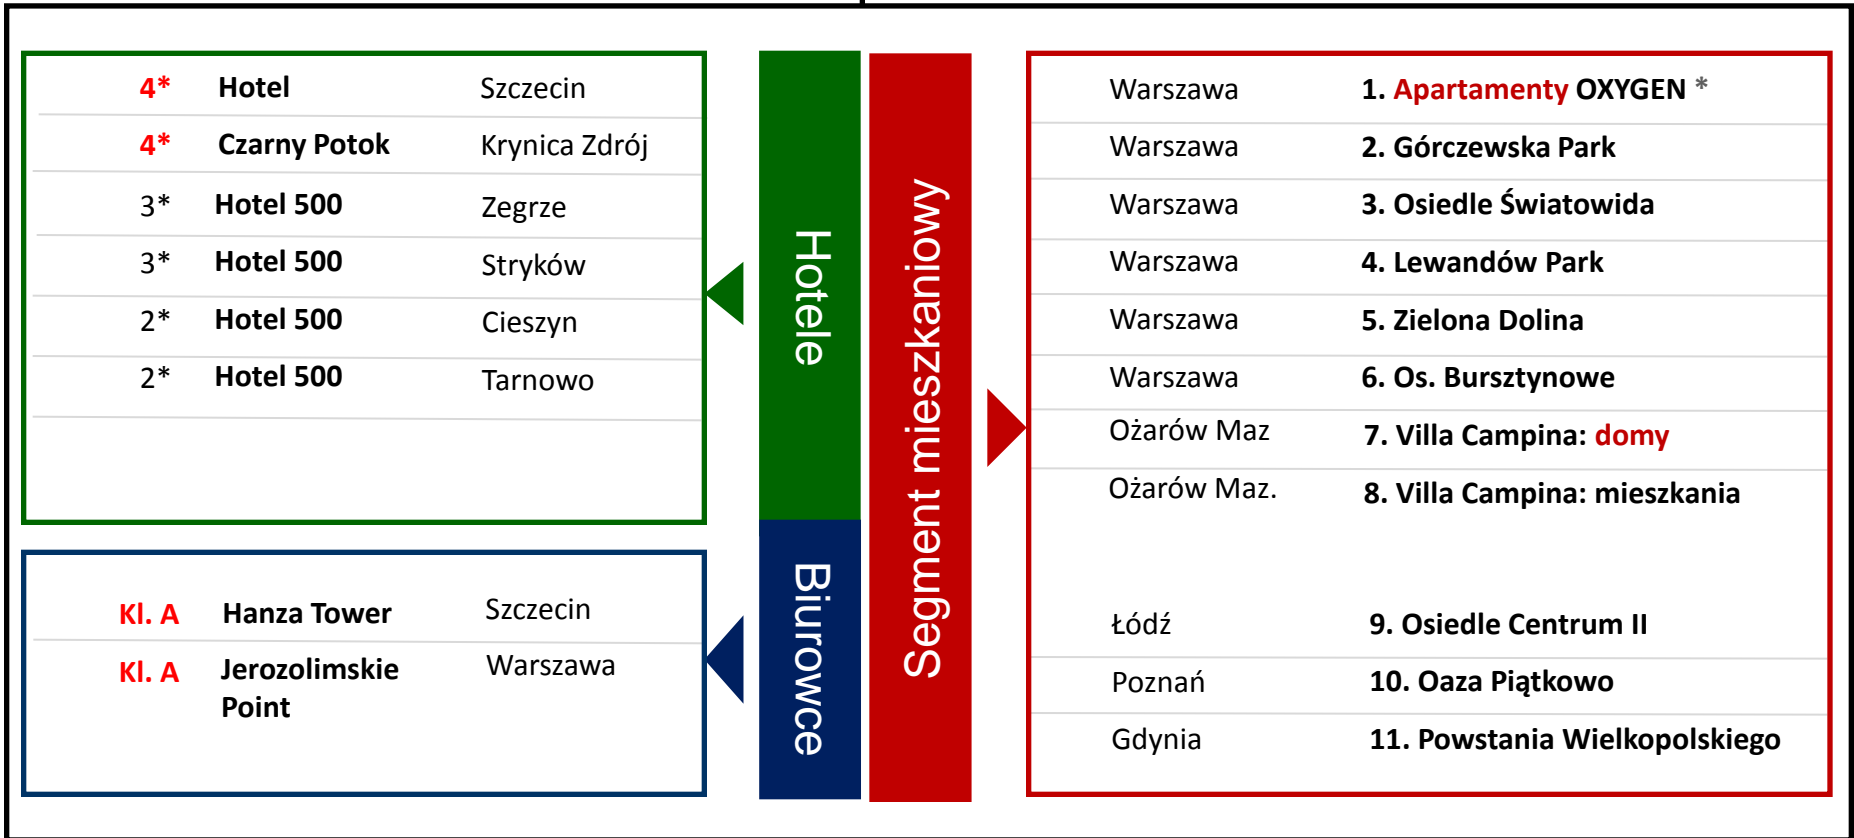 4* Hotel Szczecin
4* Czarny Potok Krynica Zdrój
3* Hotel 500 Zegrze
3* Hotel 500 Stryków
2* Hotel 500 Cieszyn
2* Hotel 500 Tarnowo
Kl. A Hanza Tower Szczecin
Kl. A Jerozolimskie Warszawa
Point
Hotele
Biurowce
Segment mieszkaniowy
Warszawa 1. Apartamenty OXYGEN *
Warszawa 2. Górczewska Park
Warszawa 3. Osiedle Światowida
Warszawa 4. Lewandów Park
Warszawa 5. Zielona Dolina
Warszawa 6. Os. Bursztynowe
Ożarów Maz 7. Villa Campina: domy
Ożarów Maz. 8. Villa Campina: mieszkania
Łódź 9. Osiedle Centrum II
Poznań 10. Oaza Piątkowo
Gdynia 11. Powstania Wielkopolskiego